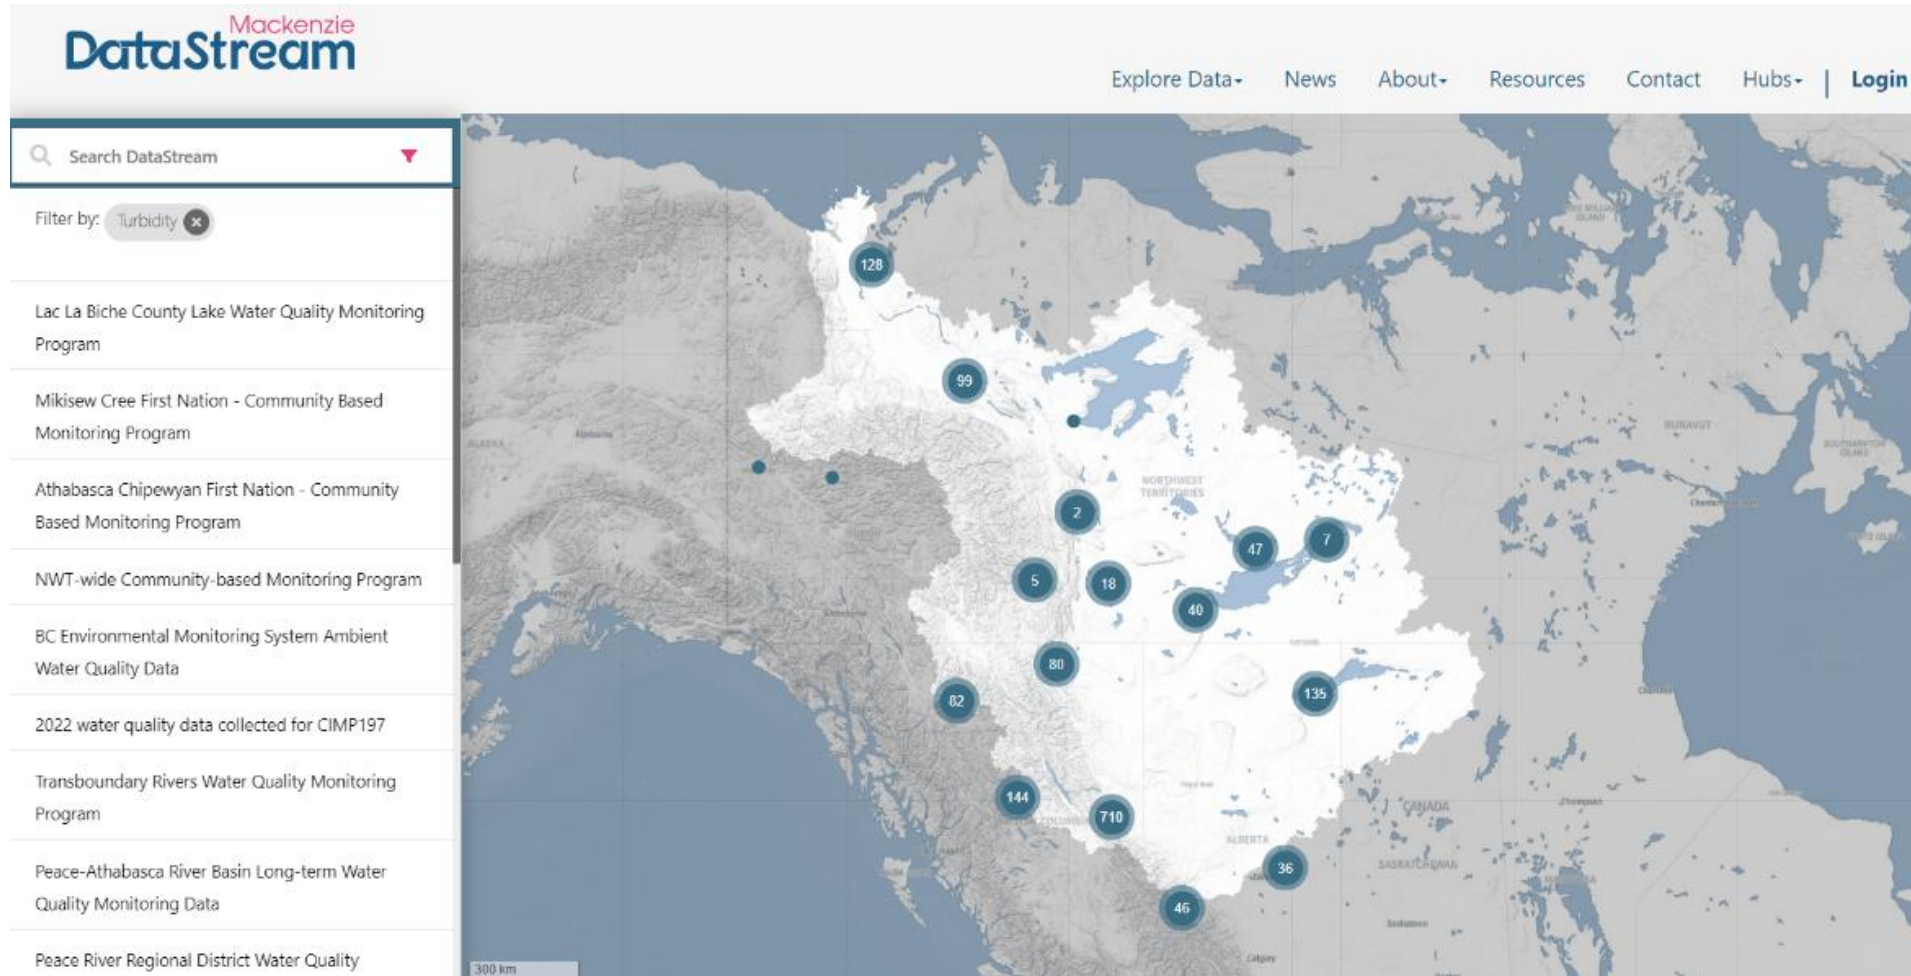 Mackenzie
DataStream
Explore Data
News
About
Resources
Contact
Hubs
|
Login
Search DataStream
Filter by:
Turbidity
Lac La Biche County Lake Water Quality Monitoring
Program
Mikisew Cree First Nation - Community Based
Monitoring Program
Athabasca Chipewyan First Nation - Community
Based Monitoring Program
NWT-wide Community-based Monitoring Program
BC Environmental Monitoring System Ambient
Water Quality Data
2022 water quality data collected for CIMP197
Transboundary Rivers Water Quality Monitoring
Program
Peace-Athabasca River Basin Long-term Water
Quality Monitoring Data
Peace River Regional District Water Quality
128
99
ALASKA
NUNAVUT
NORTHWEST
TERRITORIES
2
47
7
5
18
40
80
82
135
144
710
CANADA
ALBERTA
SASKATCHEWAN
36
46
Calgary
300 km